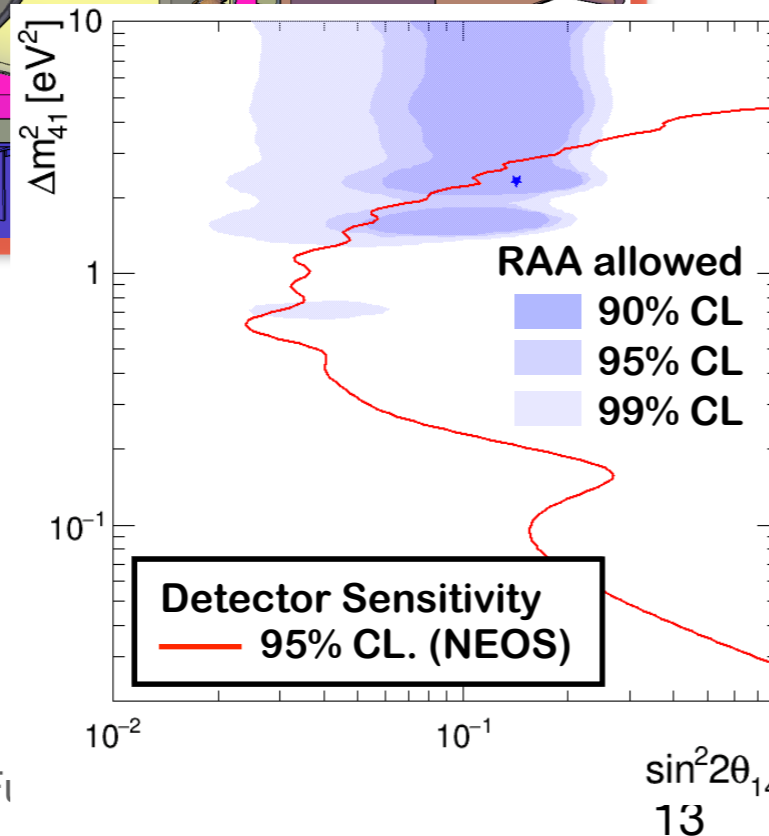 10
Δm²₄₁ [eV²]
1
RAA allowed
90% CL
95% CL
99% CL
10⁻¹
Detector Sensitivity
95% CL. (NEOS)
10⁻²
10⁻¹
sin²2θ₁₄
13